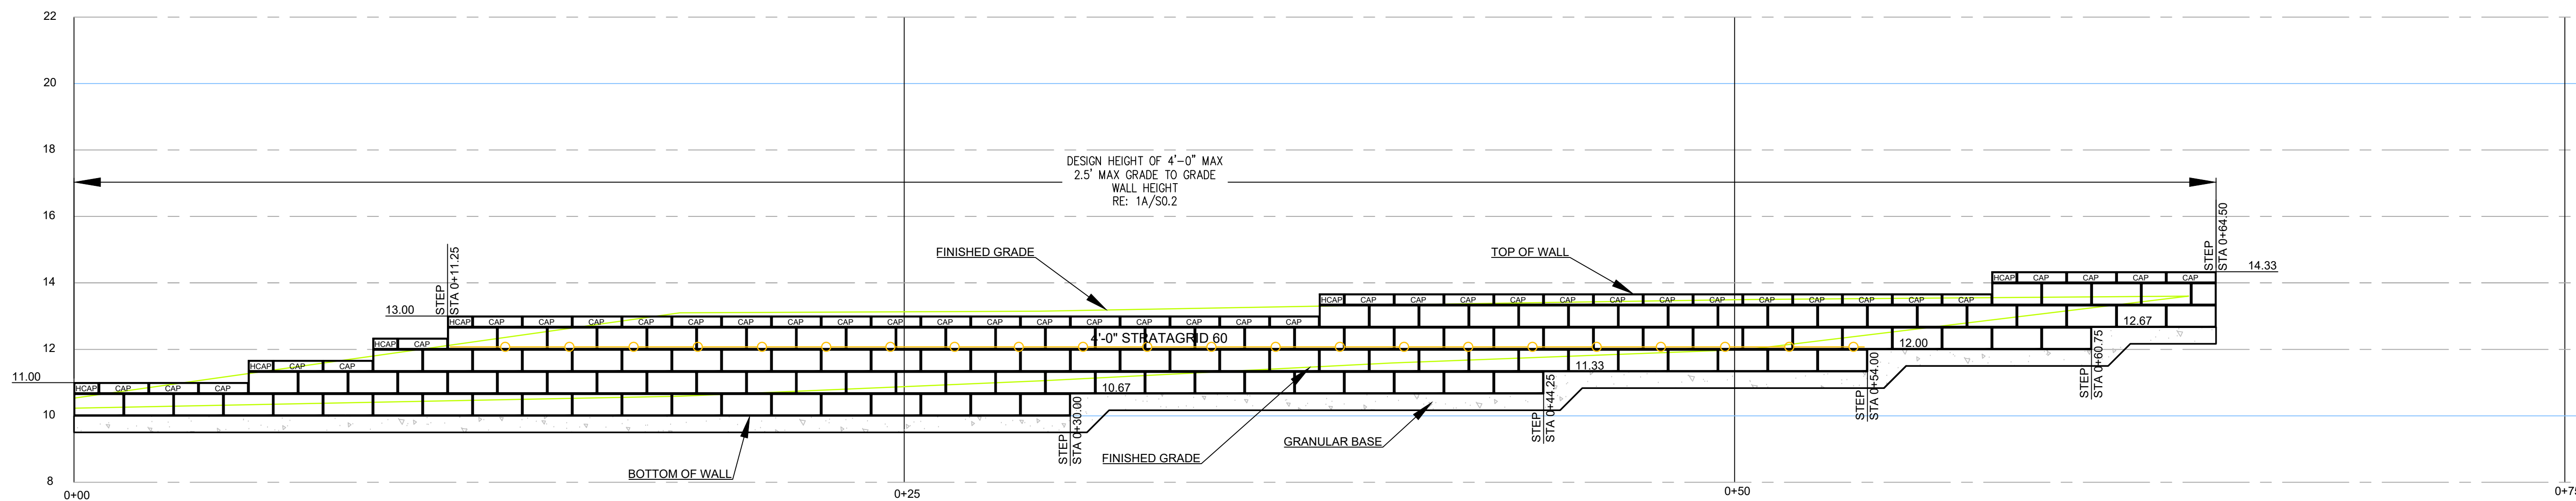 22
20
18
DESIGN HEIGHT OF 4'-0" MAX
2.5' MAX GRADE TO GRADE
WALL HEIGHT
RE: 1A/S0.2
16
STEP
STA 0+11.25
FINISHED GRADE
TOP OF WALL
STEP
STA 0+64.50
14.33
14
HCAP CAP CAP CAP CAP
HCAP CAP CAP CAP CAP CAP CAP CAP CAP CAP CAP CAP CAP CAP
13.00
HCAP CAP CAP CAP CAP CAP CAP CAP CAP CAP CAP CAP CAP CAP CAP CAP CAP CAP
12.67
4'-0" STRATAGRID 60
HCAP CAP
12.00
12
HCAP CAP CAP
11.33
11.00
HCAP CAP CAP CAP
10.67
10
STEP
STA 0+30.00
STEP
STA 0+44.25
STEP
STA 0+54.00
STEP
STA 0+60.75
GRANULAR BASE
FINISHED GRADE
BOTTOM OF WALL
8
0+00
0+25
0+50
0+75